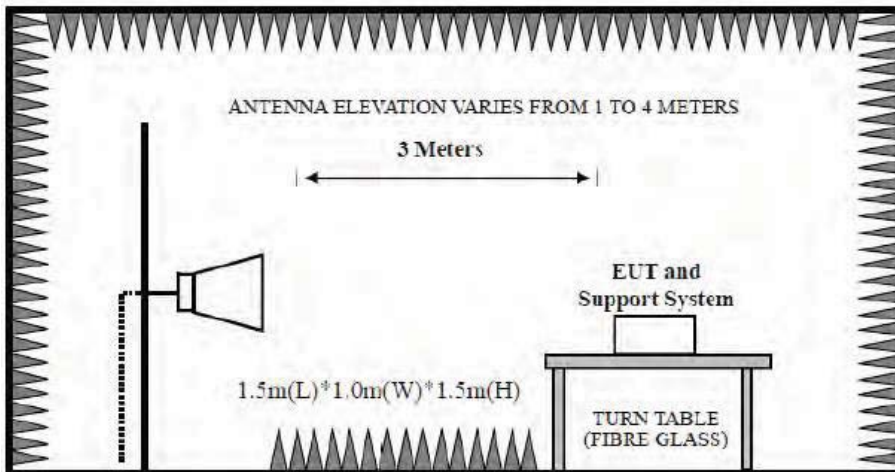 ANTENNA ELEVATION VARIES FROM 1 TO 4 METERS
3 Meters
EUT and
Support System
1.5m(L)*1.0m(W)*1.5m(H)
TURN TABLE
(FIBRE GLASS)